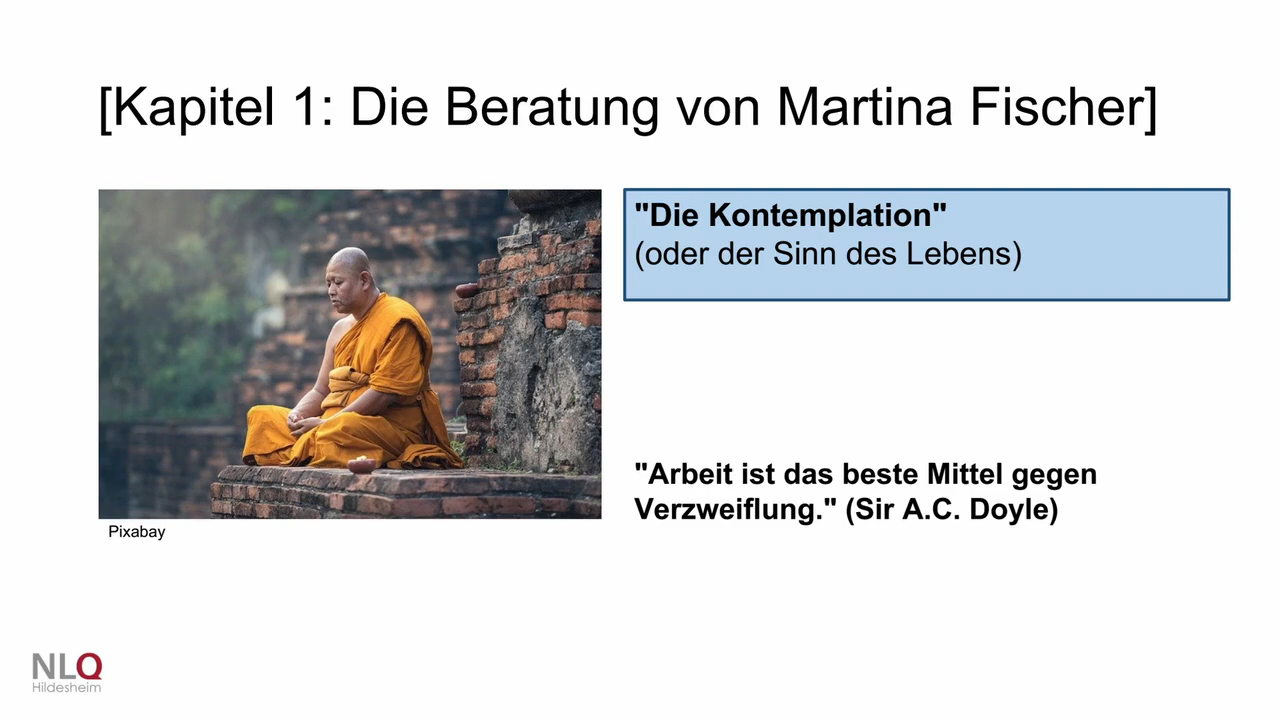 [Kapitel 1: Die Beratung von Martina Fischer]
"Die Kontemplation"
(oder der Sinn des Lebens)
"Arbeit ist das beste Mittel gegen
Verzweiflung." (Sir A.C. Doyle)
Pixabay
NLQ
Hildesheim